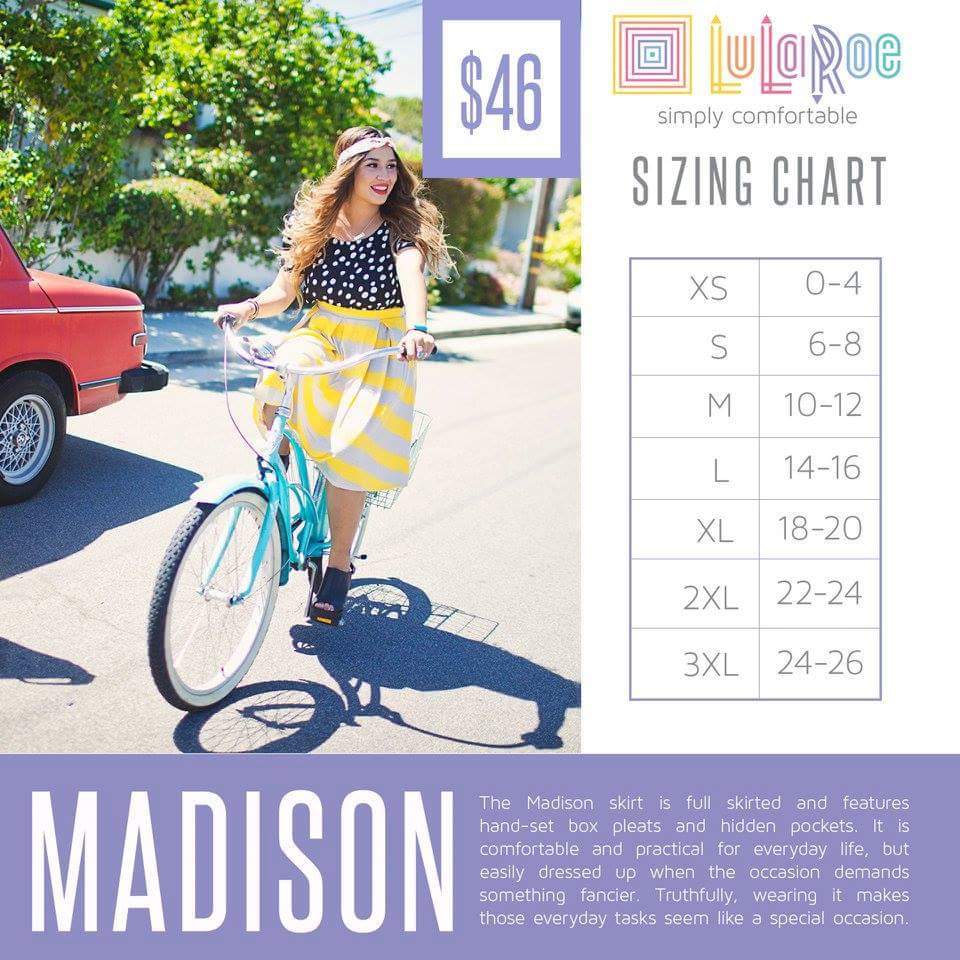 $46
LuLaRoe
simply comfortable
SIZING CHART
XS 0-4
S 6-8
M 10-12
L 14-16
XL 18-20
2XL 22-24
3XL 24-26
MADISON
The Madison skirt is full skirted and features
hand-set box pleats and hidden pockets. It is
comfortable and practical for everyday life, but
easily dressed up when the occasion demands
something fancier. Truthfully, wearing it makes
those everyday tasks seem like a special occasion.